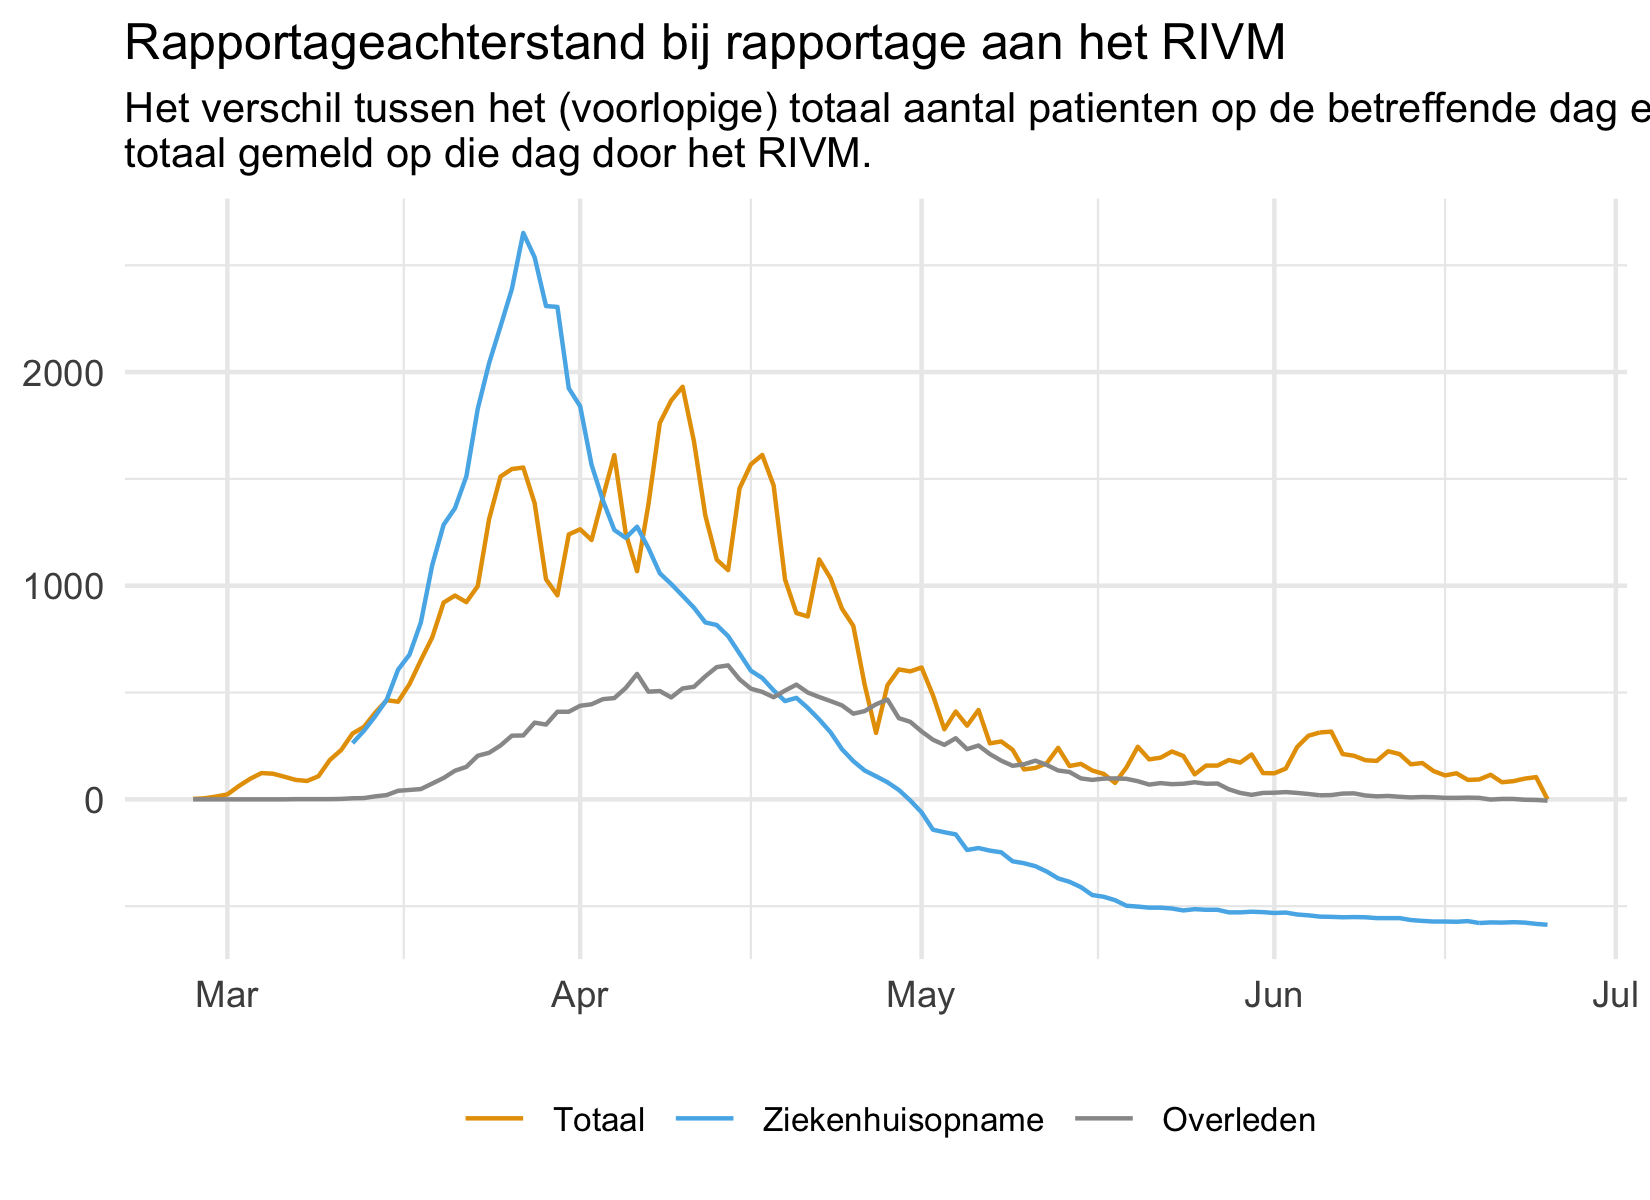 Rapportageachterstand bij rapportage aan het RIVM
Het verschil tussen het (voorlopige) totaal aantal patienten op de betreffende dag e
totaal gemeld op die dag door het RIVM.
2000
1000
0
Mar Apr May Jun Jul
Totaal Ziekenhuisopname Overleden